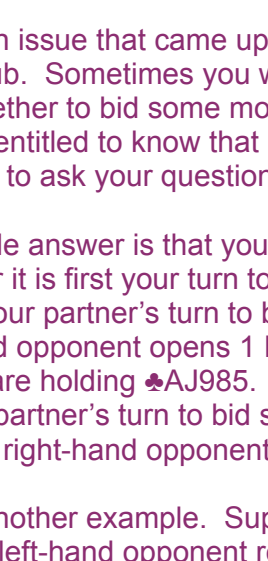 issue that came up
Sometimes you
ether to bid some mo
entitled to know that
to ask your question
le answer is that you
it is first your turn to
our partner's turn to b
d opponent opens 1
are holding ♣AJ985.
partner's turn to bid s
right-hand opponent
nother example. Sup
left-hand opponent re